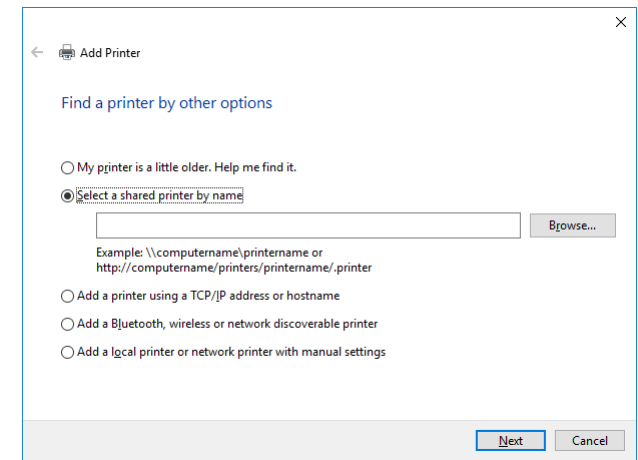 Add Printer
Find a printer by other options
My printer is a little older. Help me find it.
Select a shared printer by name
Browse...
Example: \\computername\printername or
http://computername/printers/printername/.printer
Add a printer using a TCP/IP address or hostname
Add a Bluetooth, wireless or network discoverable printer
Add a local printer or network printer with manual settings
Next Cancel